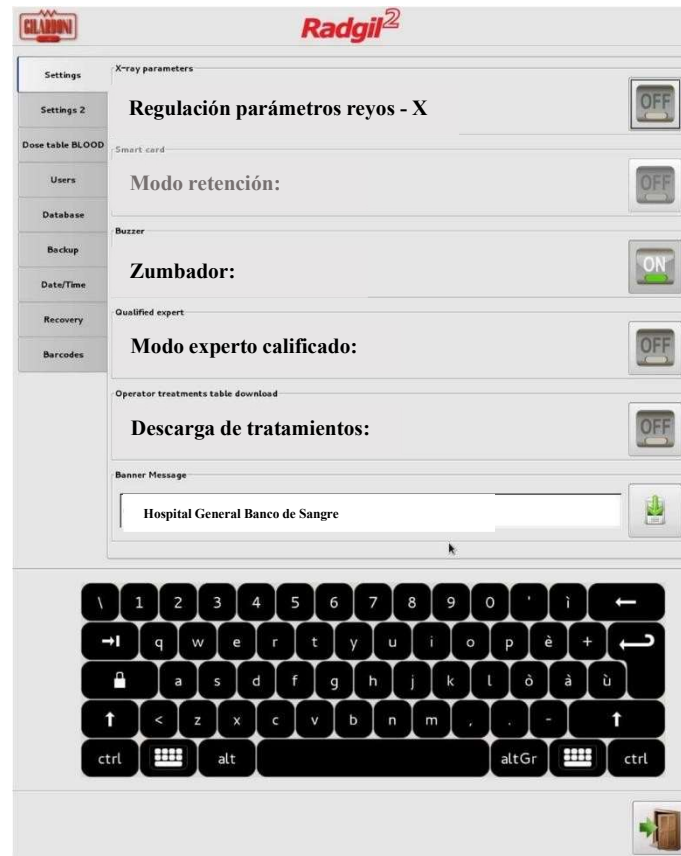 GILARDONI
Radgil2
Settings
Settings 2
Dose table BLOOD
Users
Database
Backup
Date/Time
Recovery
Barcodes
X-ray parameters
Regulación parámetros reyos - X
OFF
Smart card
Modo retención:
OFF
Buzzer
Zumbador:
ON
Qualified expert
Modo experto calificado:
OFF
Operator treatments table download
Descarga de tratamientos:
OFF
Banner Message
Hospital General Banco de Sangre
\ 1 2 3 4 5 6 7 8 9 0 ' ì
q w e r t y u i o p è +
a s d f g h j k l ò à ù
< z x c v b n m , . -
ctrl alt altGr ctrl